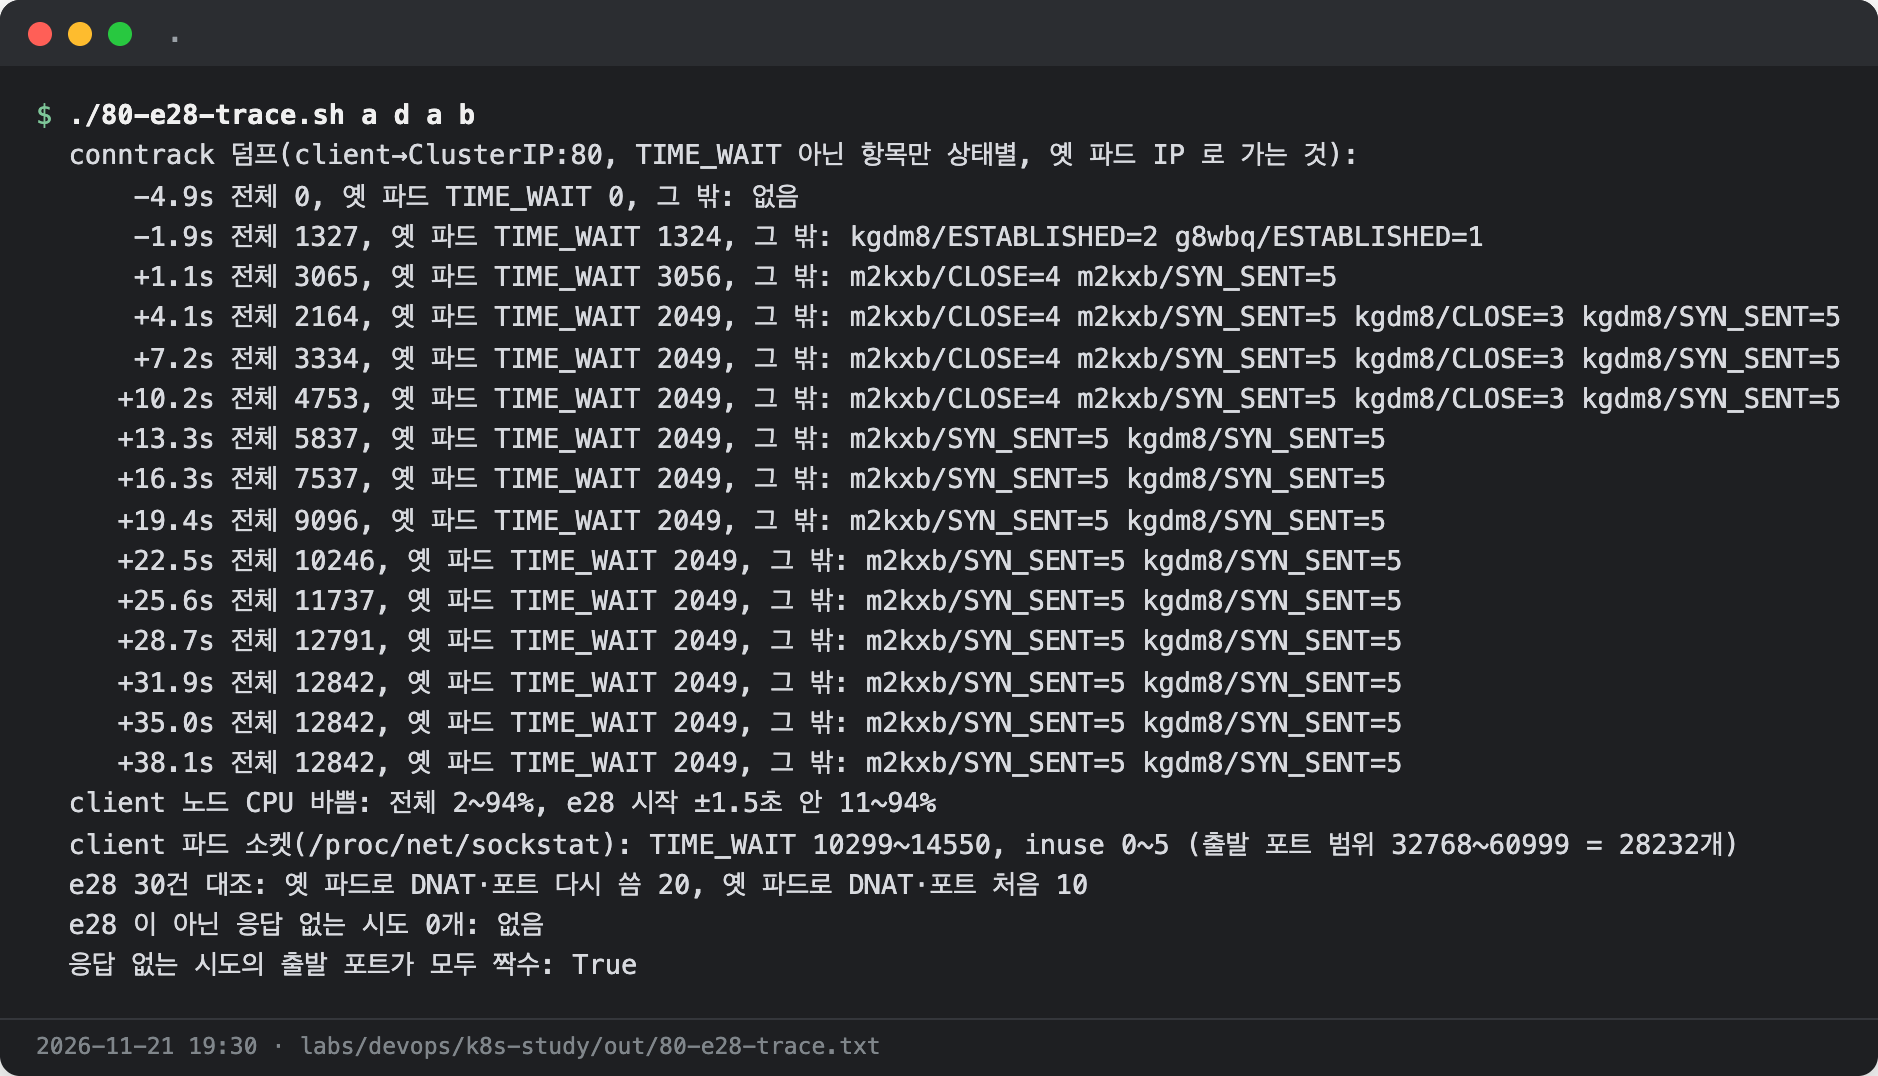 .
$ ./80-e28-trace.sh a d a b
conntrack 덤프(client→ClusterIP:80, TIME_WAIT 아닌 항목만 상태별, 옛 파드 IP 로 가는 것):
−4.9s 전체 0, 옛 파드 TIME_WAIT 0, 그 밖: 없음
−1.9s 전체 1327, 옛 파드 TIME_WAIT 1324, 그 밖: kgdm8/ESTABLISHED=2 g8wbq/ESTABLISHED=1
+1.1s 전체 3065, 옛 파드 TIME_WAIT 3056, 그 밖: m2kxb/CLOSE=4 m2kxb/SYN_SENT=5
+4.1s 전체 2164, 옛 파드 TIME_WAIT 2049, 그 밖: m2kxb/CLOSE=4 m2kxb/SYN_SENT=5 kgdm8/CLOSE=3 kgdm8/SYN_SENT=5
+7.2s 전체 3334, 옛 파드 TIME_WAIT 2049, 그 밖: m2kxb/CLOSE=4 m2kxb/SYN_SENT=5 kgdm8/CLOSE=3 kgdm8/SYN_SENT=5
+10.2s 전체 4753, 옛 파드 TIME_WAIT 2049, 그 밖: m2kxb/CLOSE=4 m2kxb/SYN_SENT=5 kgdm8/CLOSE=3 kgdm8/SYN_SENT=5
+13.3s 전체 5837, 옛 파드 TIME_WAIT 2049, 그 밖: m2kxb/SYN_SENT=5 kgdm8/SYN_SENT=5
+16.3s 전체 7537, 옛 파드 TIME_WAIT 2049, 그 밖: m2kxb/SYN_SENT=5 kgdm8/SYN_SENT=5
+19.4s 전체 9096, 옛 파드 TIME_WAIT 2049, 그 밖: m2kxb/SYN_SENT=5 kgdm8/SYN_SENT=5
+22.5s 전체 10246, 옛 파드 TIME_WAIT 2049, 그 밖: m2kxb/SYN_SENT=5 kgdm8/SYN_SENT=5
+25.6s 전체 11737, 옛 파드 TIME_WAIT 2049, 그 밖: m2kxb/SYN_SENT=5 kgdm8/SYN_SENT=5
+28.7s 전체 12791, 옛 파드 TIME_WAIT 2049, 그 밖: m2kxb/SYN_SENT=5 kgdm8/SYN_SENT=5
+31.9s 전체 12842, 옛 파드 TIME_WAIT 2049, 그 밖: m2kxb/SYN_SENT=5 kgdm8/SYN_SENT=5
+35.0s 전체 12842, 옛 파드 TIME_WAIT 2049, 그 밖: m2kxb/SYN_SENT=5 kgdm8/SYN_SENT=5
+38.1s 전체 12842, 옛 파드 TIME_WAIT 2049, 그 밖: m2kxb/SYN_SENT=5 kgdm8/SYN_SENT=5
client 노드 CPU 바쁨: 전체 2~94%, e28 시작 ±1.5초 안 11~94%
client 파드 소켓(/proc/net/sockstat): TIME_WAIT 10299~14550, inuse 0~5 (출발 포트 범위 32768~60999 = 28232개)
e28 30건 대조: 옛 파드로 DNAT·포트 다시 씀 20, 옛 파드로 DNAT·포트 처음 10
e28 이 아닌 응답 없는 시도 0개: 없음
응답 없는 시도의 출발 포트가 모두 짝수: True
2026−11−21 19:30 · labs/devops/k8s−study/out/80−e28−trace.txt